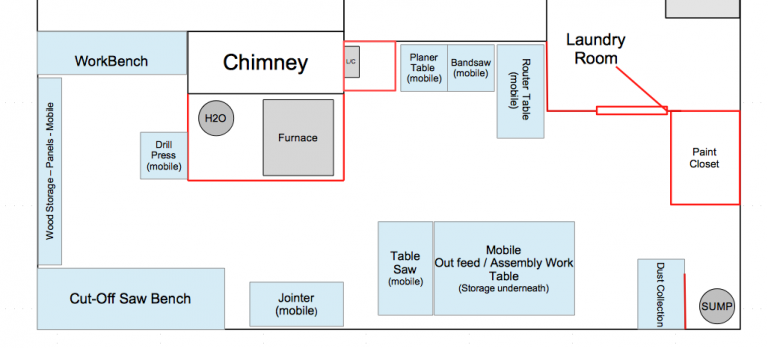 WorkBench
Chimney
L/C
Planer
Table
(mobile)
Bandsaw
(mobile)
Router Table
(mobile)
Laundry
Room
H2O
Furnace
Drill
Press
(mobile)
Wood Storage – Panels - Mobile
Paint
Closet
Table
Saw
(mobile)
Mobile
Out feed / Assembly Work
Table
(Storage underneath)
Cut-Off Saw Bench
Jointer
(mobile)
Dust Collection
SUMP